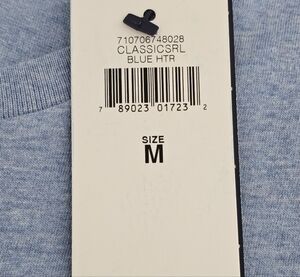 710706748028
CLASSICSRL
BLUE HTR
7 89023 01723 2
SIZE
M